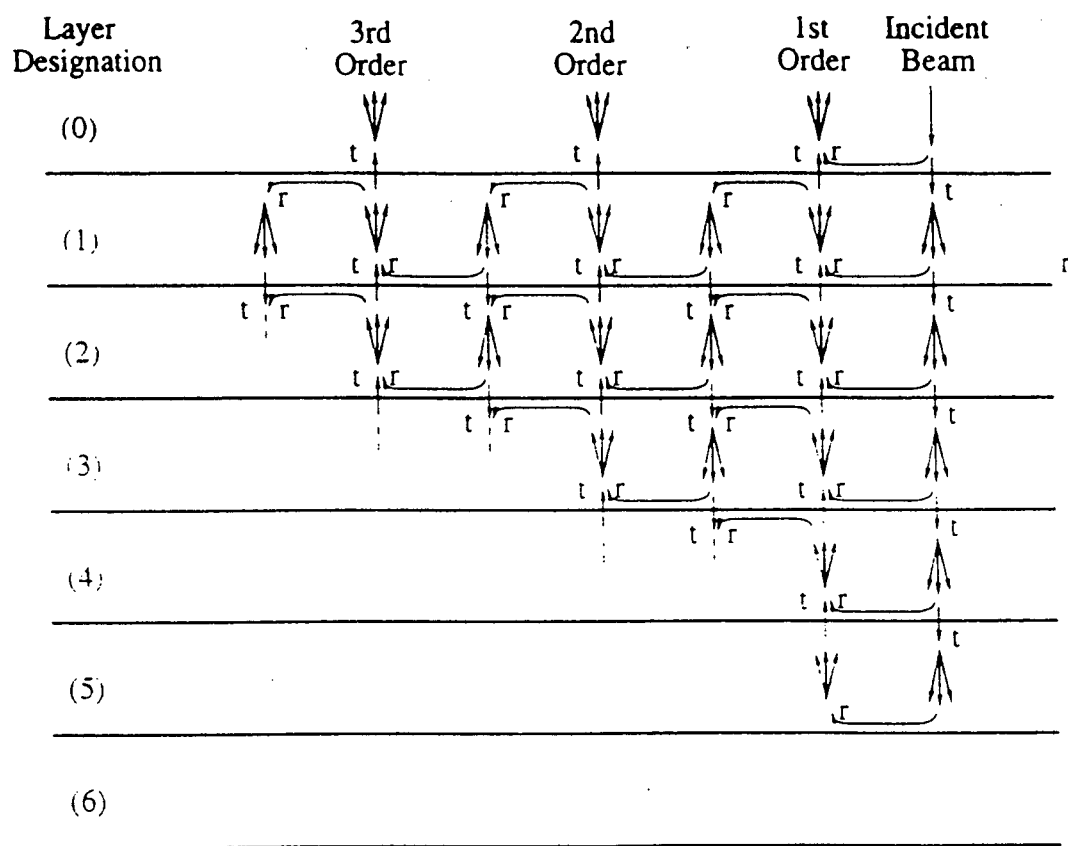 Layer Designation
3rd Order
2nd Order
1st Order
Incident Beam
(0)
t t t r
r r r t
(1)
t r t r t r r
t r t r t r t
(2)
t r t r t r
t r t r t
(3)
t r t r
t r t
(4)
t r
t
(5)
r
(6)